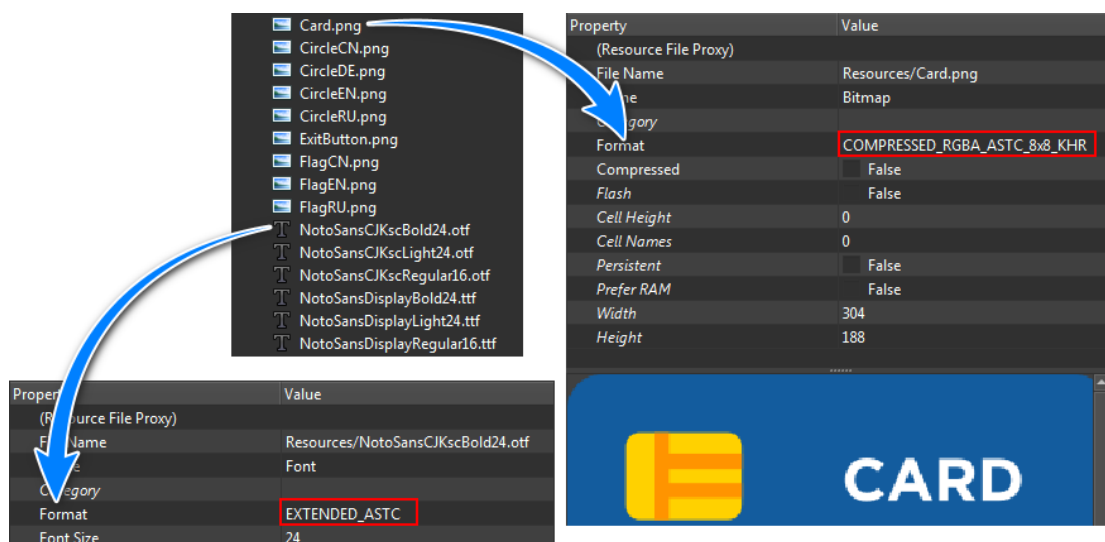 Card.png
CircleCN.png
CircleDE.png
CircleEN.png
CircleRU.png
ExitButton.png
FlagCN.png
FlagEN.png
FlagRU.png
NotoSansCJKscBold24.otf
NotoSansCJKscLight24.otf
NotoSansCJKscRegular16.otf
NotoSansDisplayBold24.ttf
NotoSansDisplayLight24.ttf
NotoSansDisplayRegular16.ttf
Property Value
(Resource File Proxy)
File Name Resources/Card.png
Bitmap
Format COMPRESSED_RGBA_ASTC_8x8_KHR
Compressed False
Flash False
Cell Height 0
Cell Names 0
Persistent False
Prefer RAM False
Width 304
Height 188
CARD
Value
File Proxy)
Name Resources/NotoSansCJKscBold24.otf
Font
Format EXTENDED_ASTC
Font Size 24